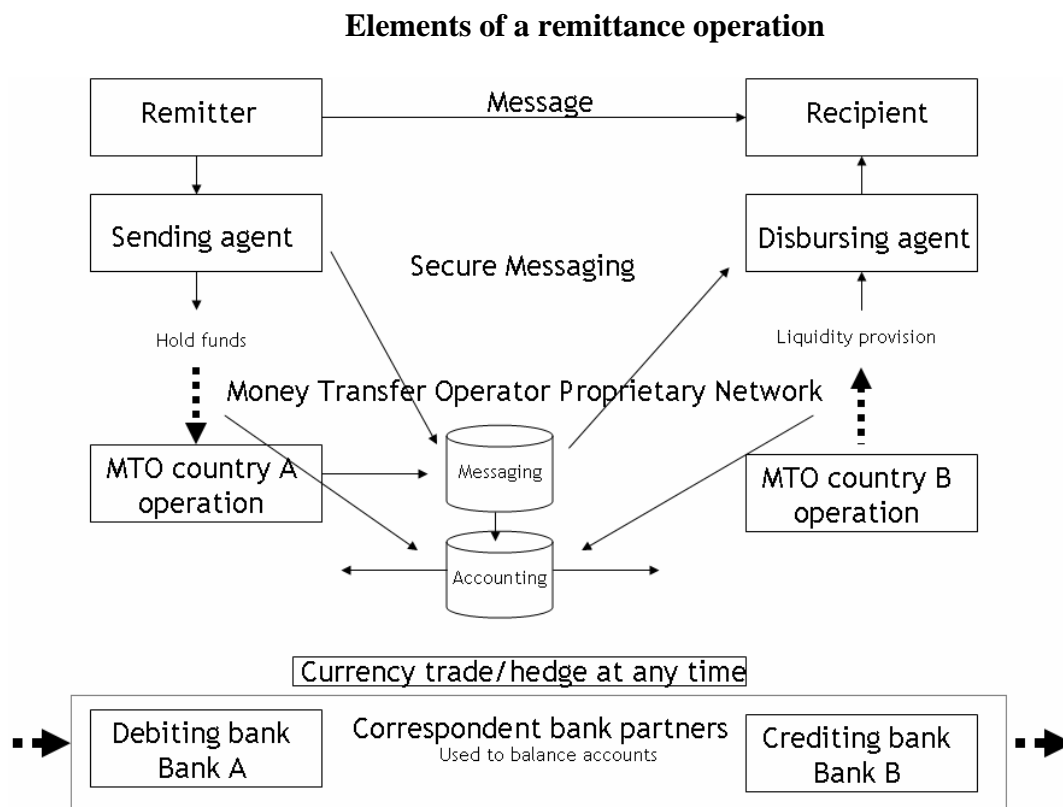 Elements of a remittance operation
Remitter
Message
Recipient
Sending agent
Disbursing agent
Secure Messaging
Hold funds
Liquidity provision
Money Transfer Operator Proprietary Network
MTO country A
operation
Messaging
MTO country B
operation
Accounting
Currency trade/hedge at any time
Debiting bank
Bank A
Correspondent bank partners
Used to balance accounts
Crediting bank
Bank B